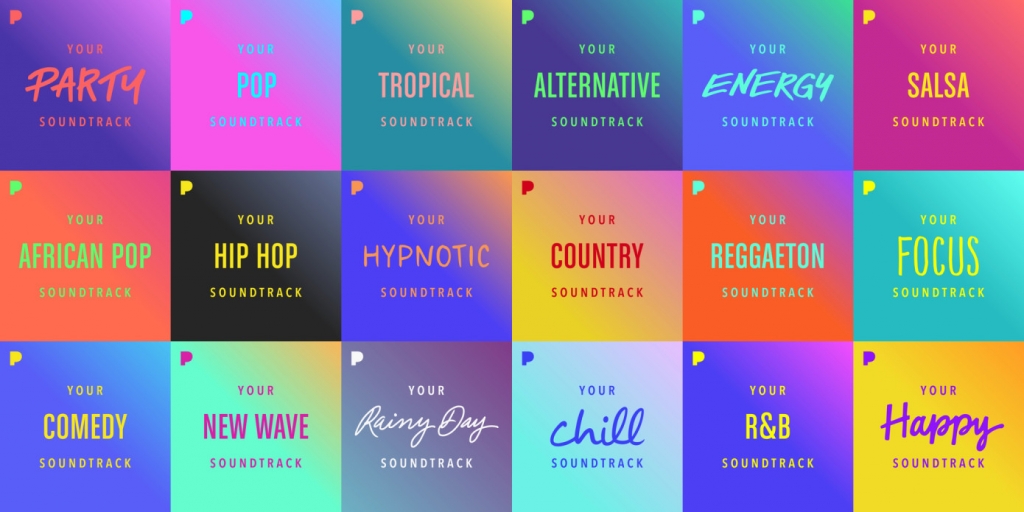 YOUR
PARTY
SOUNDTRACK
YOUR
POP
SOUNDTRACK
YOUR
TROPICAL
SOUNDTRACK
YOUR
ALTERNATIVE
SOUNDTRACK
YOUR
ENERGY
SOUNDTRACK
YOUR
SALSA
SOUNDTRACK
YOUR
AFRICAN POP
SOUNDTRACK
YOUR
HIP HOP
SOUNDTRACK
YOUR
HYPNOTIC
SOUNDTRACK
YOUR
COUNTRY
SOUNDTRACK
YOUR
REGGAETON
SOUNDTRACK
YOUR
FOCUS
SOUNDTRACK
YOUR
COMEDY
SOUNDTRACK
YOUR
NEW WAVE
SOUNDTRACK
YOUR
Rainy Day
SOUNDTRACK
YOUR
chill
SOUNDTRACK
YOUR
R&B
SOUNDTRACK
YOUR
Happy
SOUNDTRACK